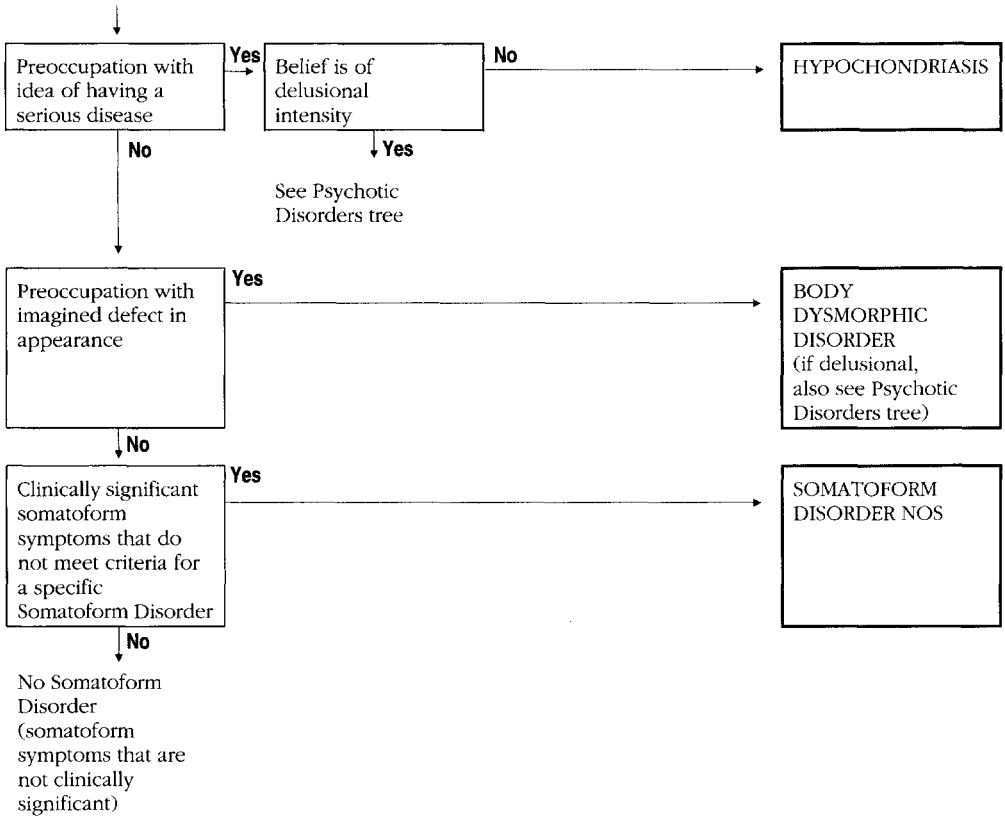 Preoccupation with
idea of having a
serious disease
Yes
Belief is of
delusional
intensity
No
HYPOCHONDRIASIS
No
Yes
See Psychotic
Disorders tree
Preoccupation with
imagined defect in
appearance
Yes
BODY
DYSMORPHIC
DISORDER
(if delusional,
also see Psychotic
Disorders tree)
No
Clinically significant
somatoform
symptoms that do
not meet criteria for
a specific
Somatoform Disorder
Yes
SOMATOFORM
DISORDER NOS
No
No Somatoform
Disorder
(somatoform
symptoms that are
not clinically
significant)